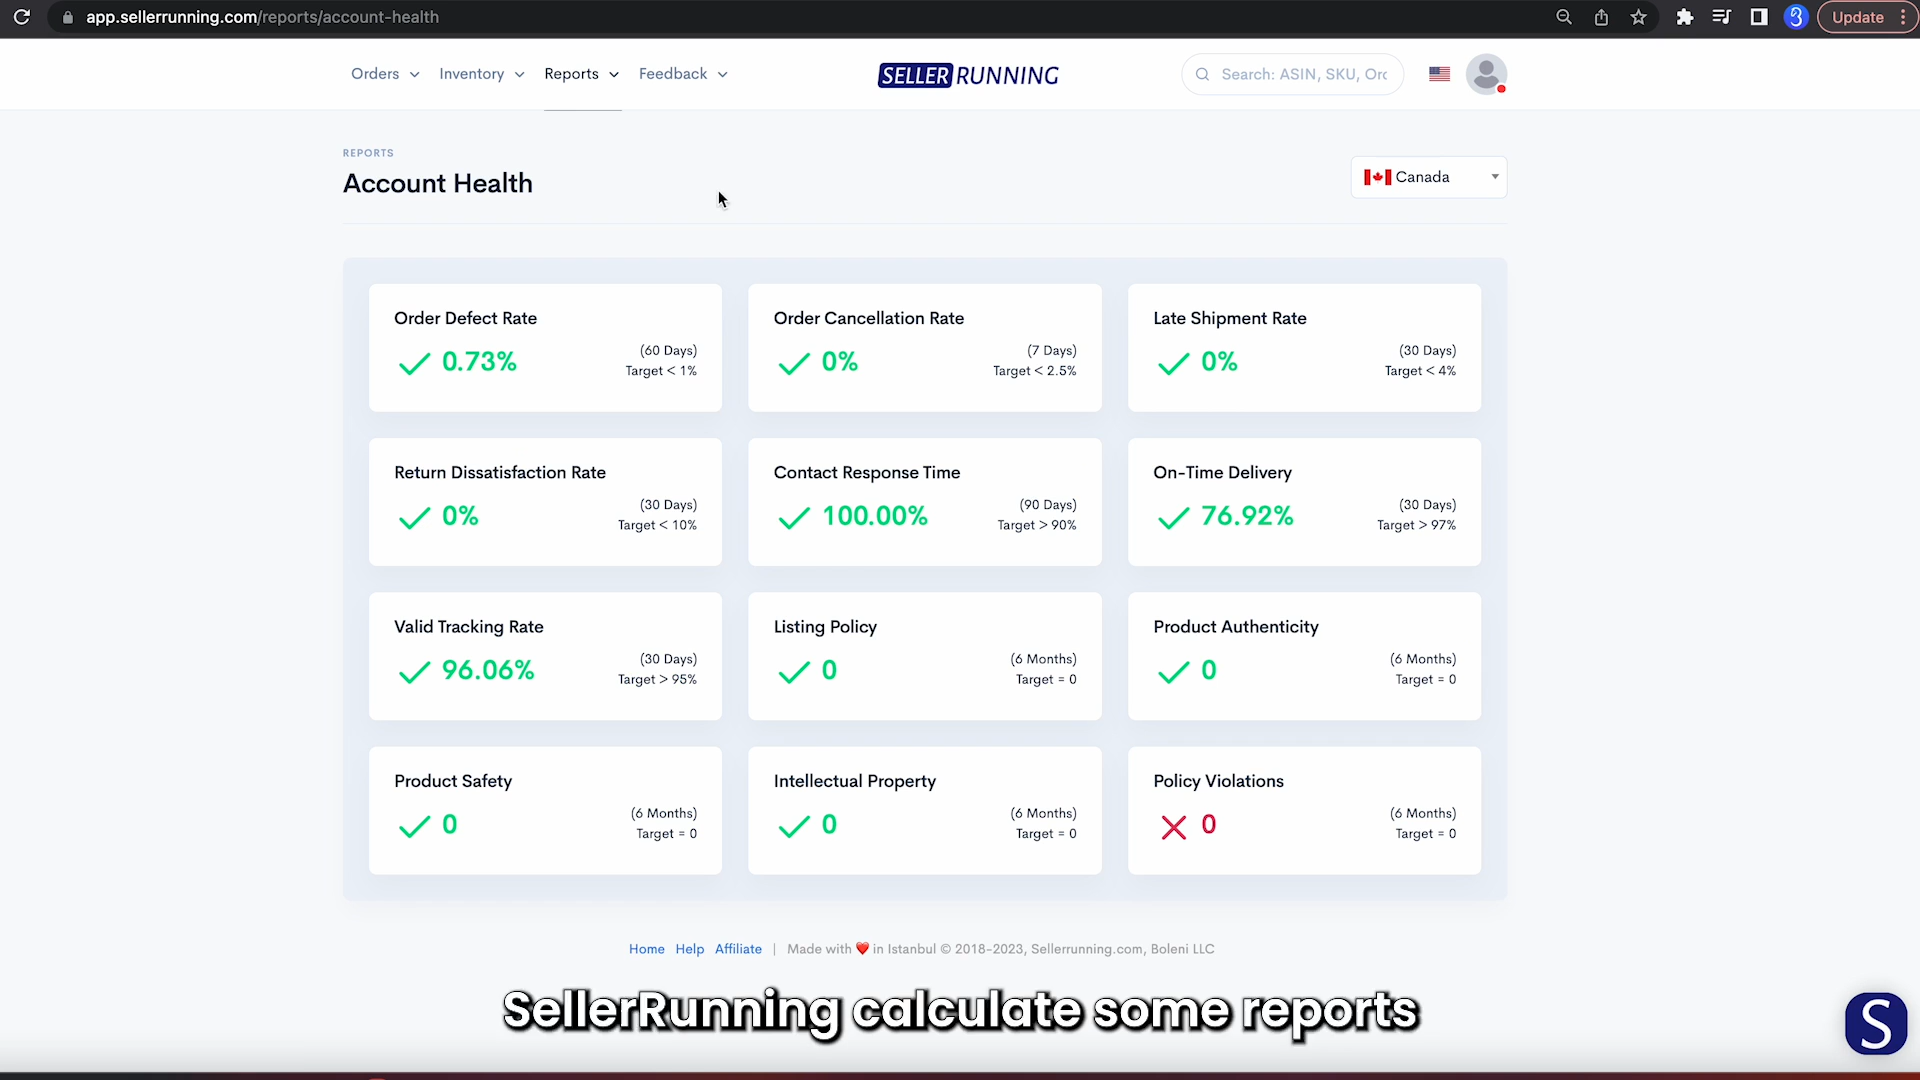 app.sellerrunning.com/reports/account-health
Update
Orders
Inventory
Reports
Feedback
SELLER RUNNING
Search: ASIN, SKU, Orc
REPORTS
Account Health
Canada
Order Defect Rate
0.73%
(60 Days)
Target < 1%
Order Cancellation Rate
0%
(7 Days)
Target < 2.5%
Late Shipment Rate
0%
(30 Days)
Target < 4%
Return Dissatisfaction Rate
0%
(30 Days)
Target < 10%
Contact Response Time
100.00%
(90 Days)
Target > 90%
On-Time Delivery
76.92%
(30 Days)
Target > 97%
Valid Tracking Rate
96.06%
(30 Days)
Target > 95%
Listing Policy
0
(6 Months)
Target = 0
Product Authenticity
0
(6 Months)
Target = 0
Product Safety
0
(6 Months)
Target = 0
Intellectual Property
0
(6 Months)
Target = 0
Policy Violations
0
(6 Months)
Target = 0
Home Help Affiliate | Made with ❤️ in Istanbul © 2018-2023, Sellerrunning.com, Boleni LLC
SellerRunning calculate some reports
S